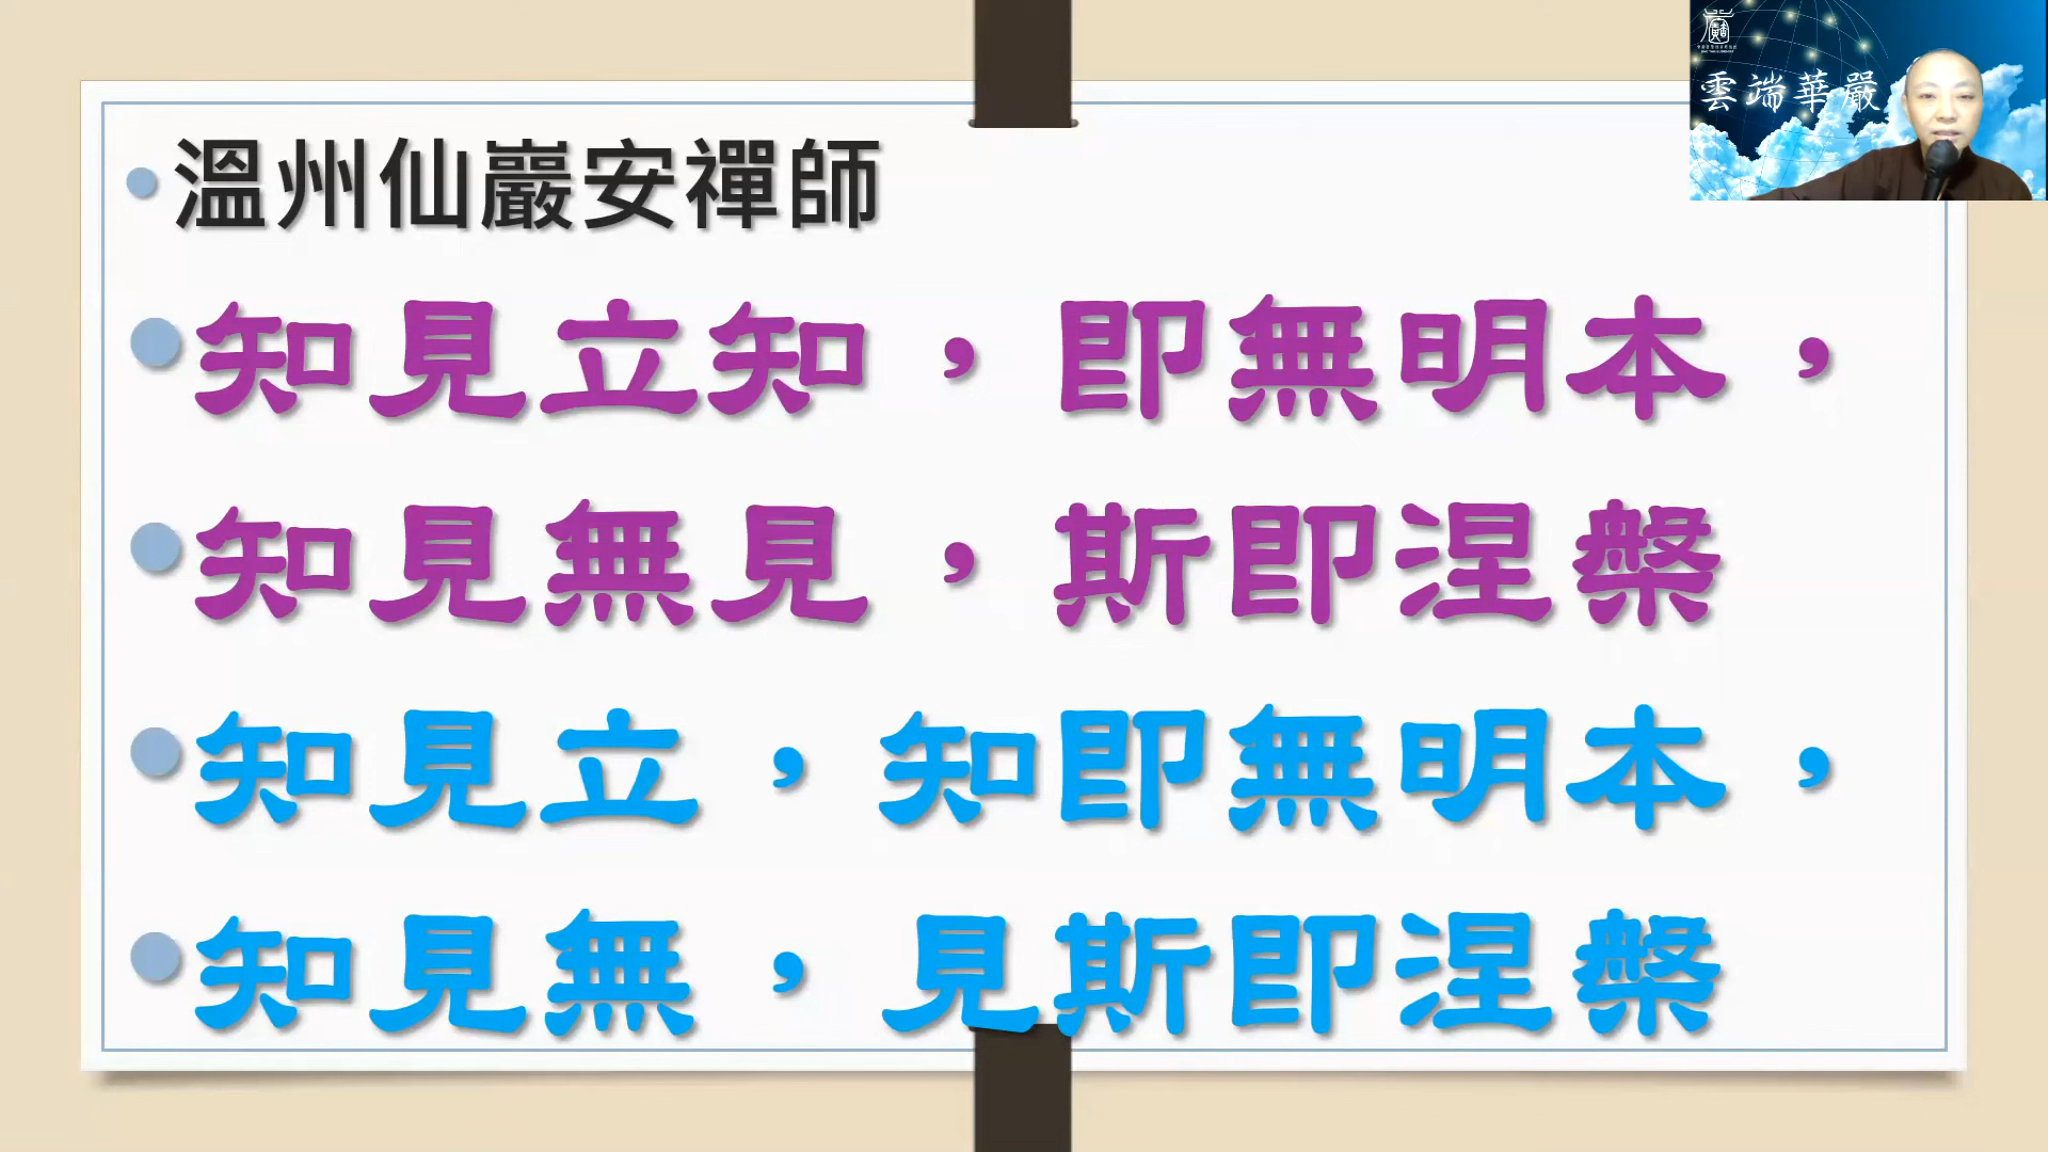 雲端華嚴
• 溫州仙巖安禪師
• 知見立知，即無明本，
• 知見無見，斯即涅槃
• 知見立，知即無明本，
• 知見無，見斯即涅槃